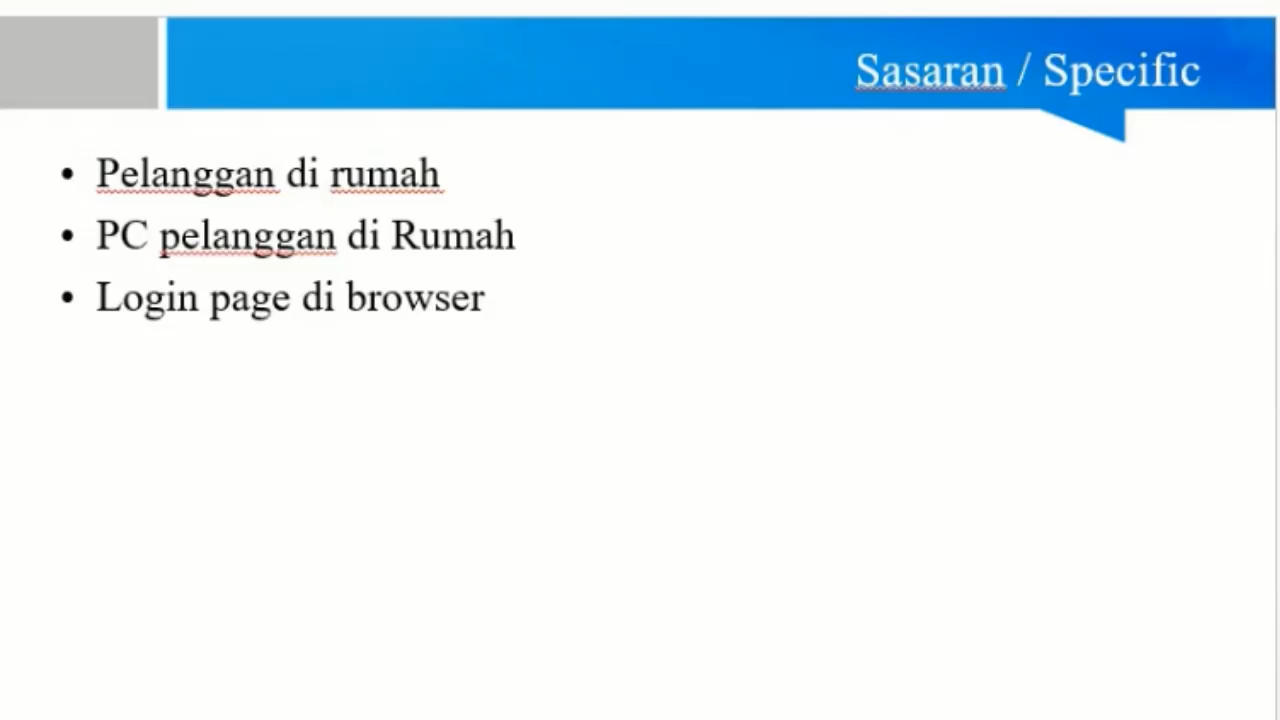 Sasaran / Specific
• Pelanggan di rumah
• PC pelanggan di Rumah
• Login page di browser